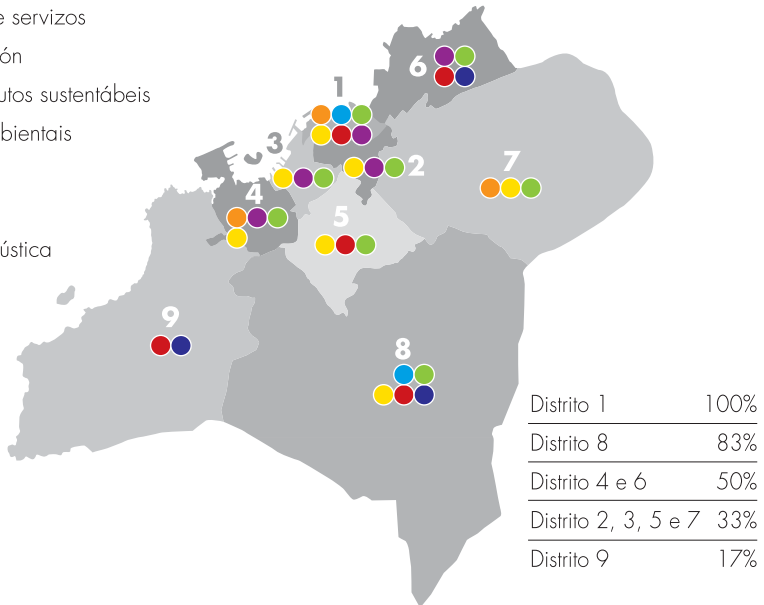 e servizos
ón
utos sustentábeis
bientais
ústica
6
1
3
2
7
4
5
9
8
Distrito 1 100%
Distrito 8 83%
Distrito 4 e 6 50%
Distrito 2, 3, 5 e 7 33%
Distrito 9 17%